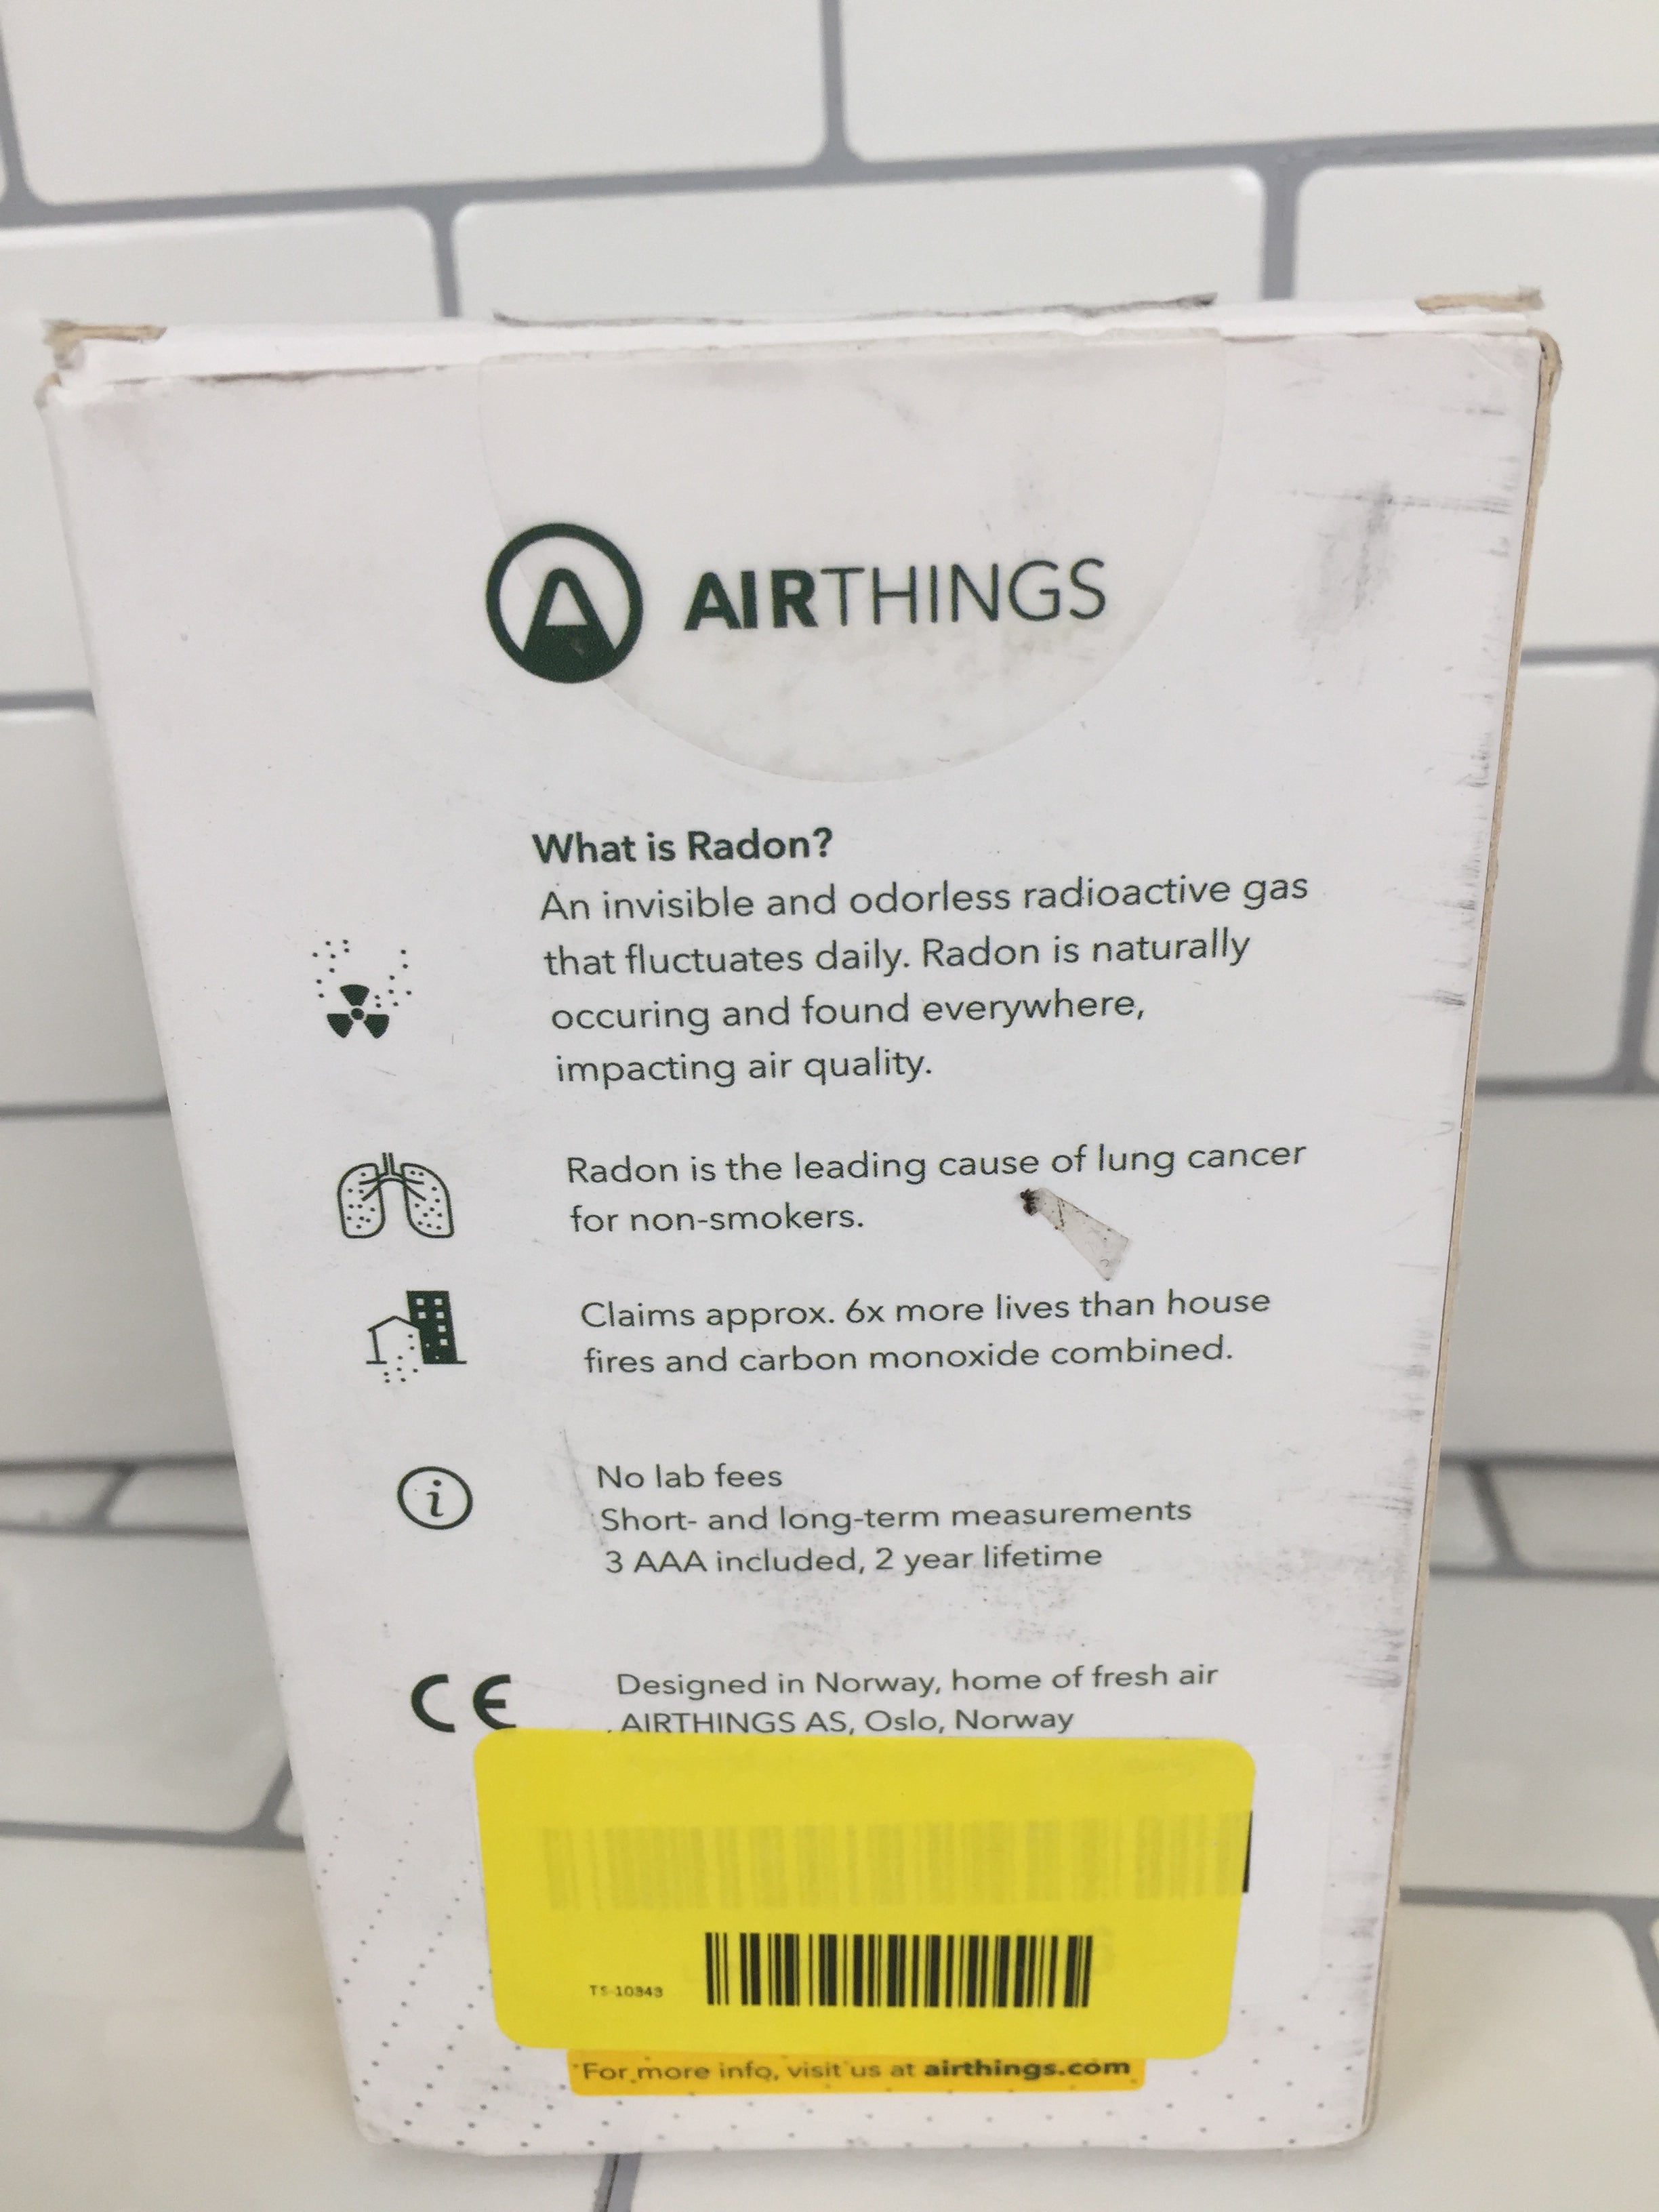 AIRTHINGS
What is Radon?
An invisible and odorless radioactive gas
that fluctuates daily. Radon is naturally
occuring and found everywhere,
impacting air quality.
Radon is the leading cause of lung cancer
for non-smokers.
Claims approx. 6x more lives than house
fires and carbon monoxide combined.
i
No lab fees
Short- and long-term measurements
3 AAA included, 2 year lifetime
CE
Designed in Norway, home of fresh air
AIRTHINGS AS, Oslo, Norway
TS-10343
For more info, visit us at airthings.com